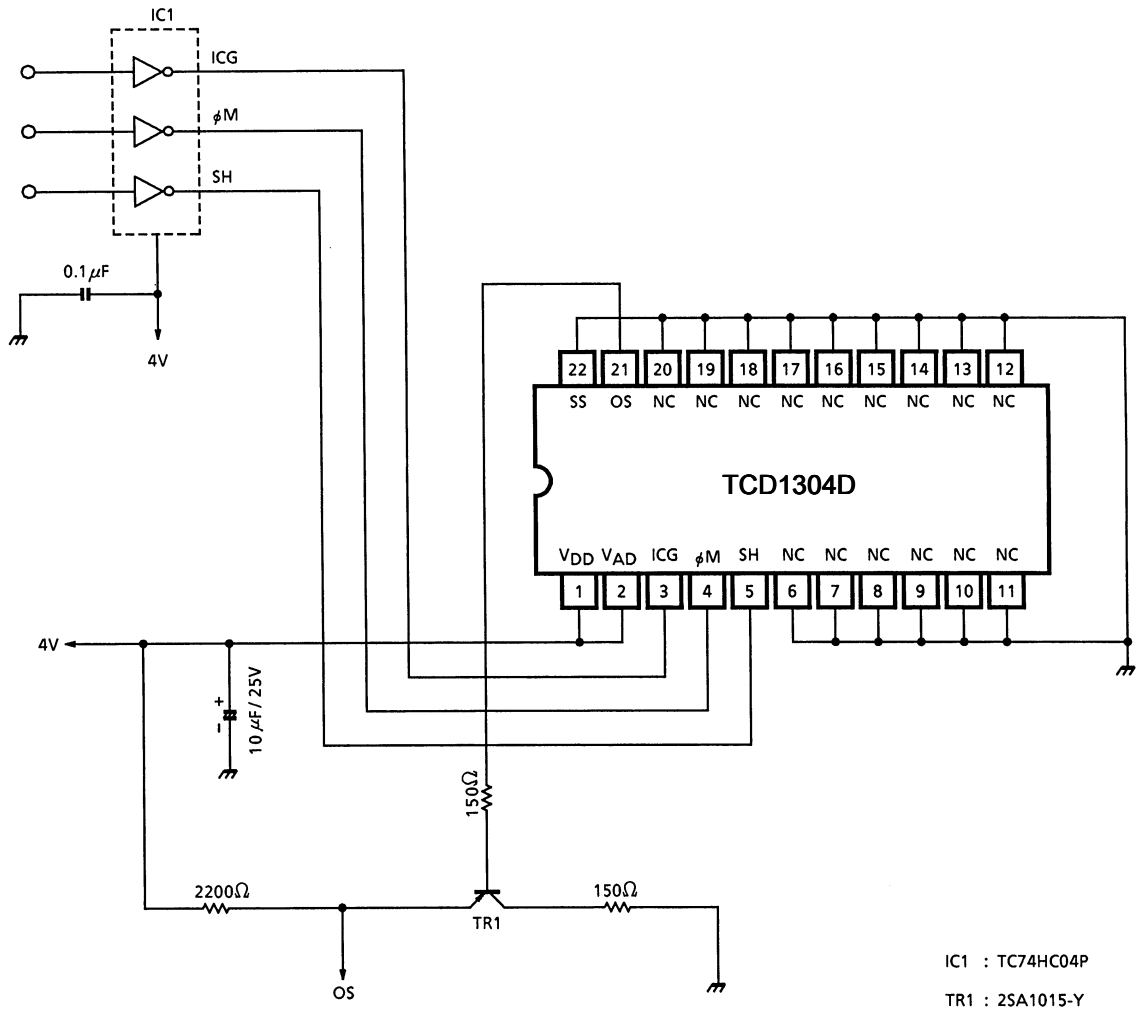 IC1
ICG
φM
SH
0.1μF
4V
22 21 20 19 18 17 16 15 14 13 12
SS OS NC NC NC NC NC NC NC NC NC
TCD1304D
VDD VAD ICG φM SH NC NC NC NC NC NC
1 2 3 4 5 6 7 8 9 10 11
4V
+
-
10 μF/25V
150Ω
2200Ω
150Ω
TR1
OS
IC1 : TC74HC04P
TR1 : 2SA1015-Y